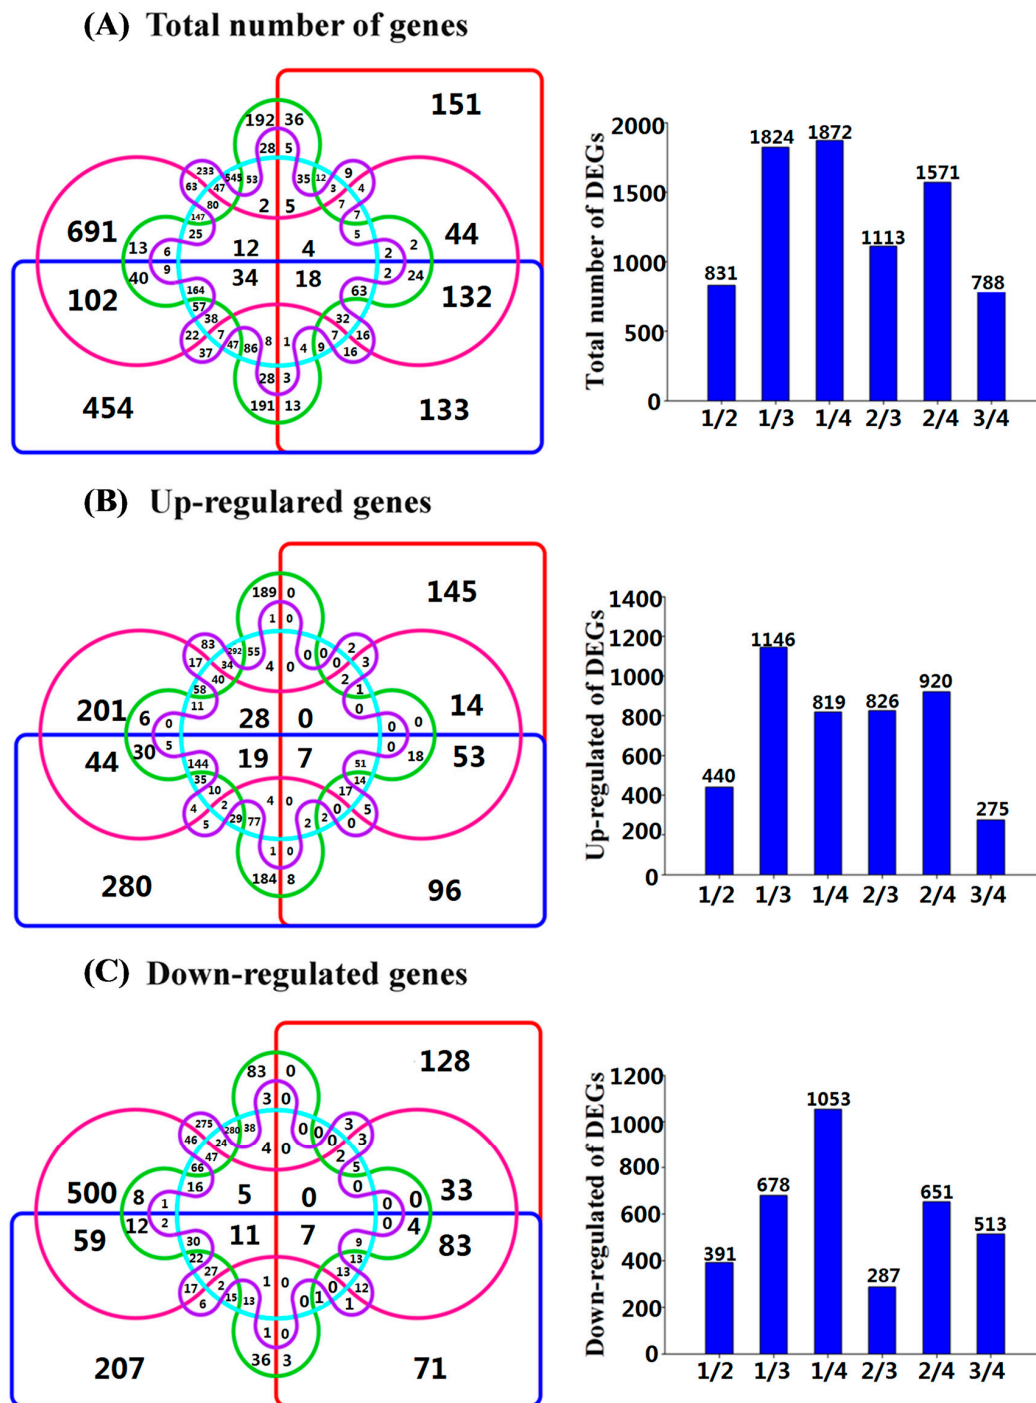 (A) Total number of genes
151
192 36
28 5
233 545 53 35 12 9
63 47 3 4
80 2 5 7
147 7
25 5
691 13 6 12 4 2 2 44
102 40 9 34 18 2 24 132
164 63
57 32
38 16
22 7 8 1 7
37 47 86 4 9 16
28 3
191 13
454 133
Total number of DEGs
2000
1500
1000
500
0
831 1824 1872 1113 1571 788
1/2 1/3 1/4 2/3 2/4 3/4
(B) Up-regulared genes
145
189 0
1 0
83 292 55 0 0 2
17 34 4 0 0 3
40 2
58 1
11 0
201 6 0 28 0 0 0 14
44 30 5 19 7 0 18 53
144 51
35 14
10 17
4 2 4 0 0 5
5 29 77 2 2 0
1 0
184 8
280 96
Up-regulated of DEGs
1400
1200
1000
800
600
400
200
0
440 1146 819 826 920 275
1/2 1/3 1/4 2/3 2/4 3/4
(C) Down-regulated genes
128
83 0
3 0
275 280 38 0 0 3
46 24 4 0 0 3
47 2
66 5
16 0
500 8 1 5 0 0 0 33
59 12 2 11 7 0 4 83
30 9
22 13
27 13
17 2 1 0 0 12
6 15 13 0 1 1
1 0
36 3
207 71
Down-regulated of DEGs
1200
1000
800
600
400
200
0
391 678 1053 287 651 513
1/2 1/3 1/4 2/3 2/4 3/4